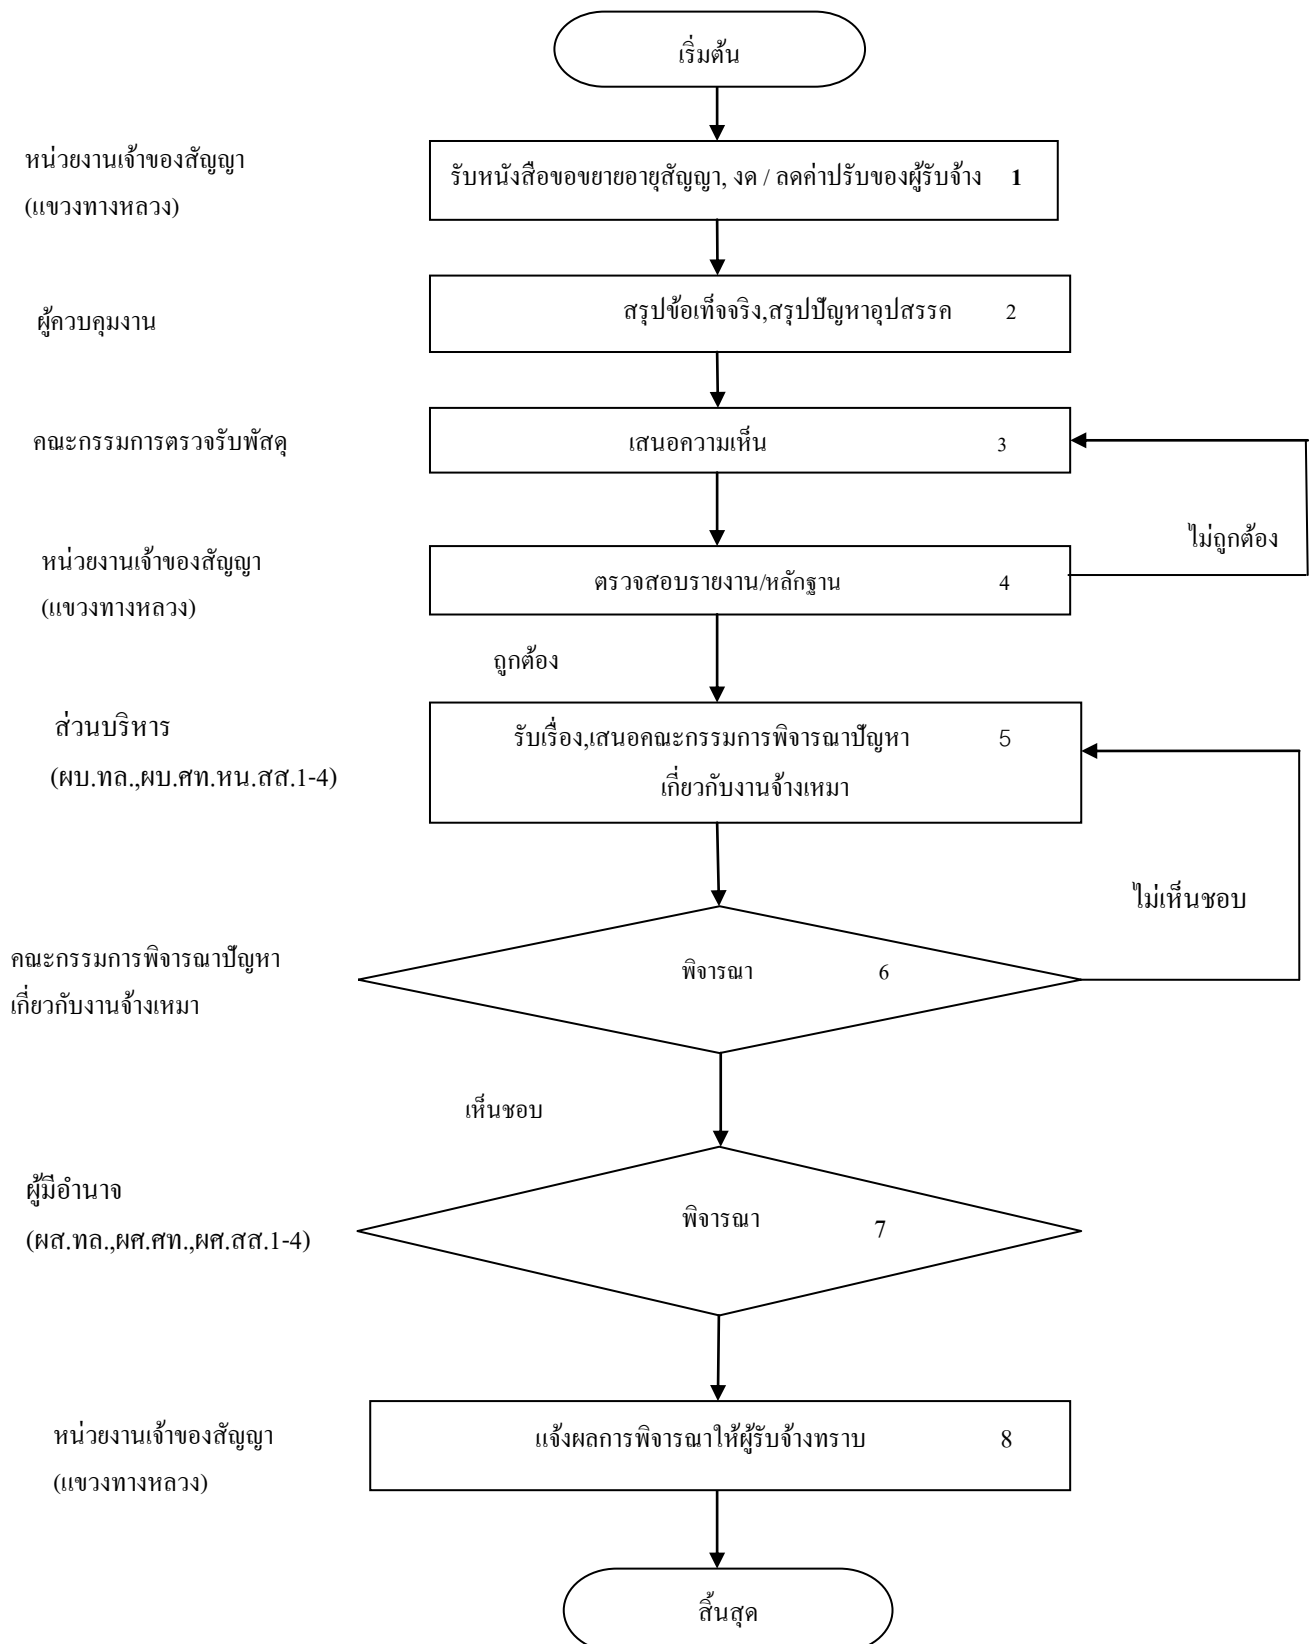 เริ่มต้น
หน่วยงานเจ้าของสัญญา
(แขวงทางหลวง)
รับหนังสือขอขยายอายุสัญญา, งด / ลดค่าปรับของผู้รับจ้าง 1
ผู้ควบคุมงาน
สรุปข้อเท็จจริง,สรุปปัญหาอุปสรรค 2
คณะกรรมการตรวจรับพัสดุ
เสนอความเห็น 3
ไม่ถูกต้อง
หน่วยงานเจ้าของสัญญา
(แขวงทางหลวง)
ตรวจสอบรายงาน/หลักฐาน 4
ถูกต้อง
ส่วนบริหาร
(ผบ.ทล.,ผบ.ศท.หน.สส.1-4)
รับเรื่อง,เสนอคณะกรรมการพิจารณาปัญหา 5
เกี่ยวกับงานจ้างเหมา
ไม่เห็นชอบ
คณะกรรมการพิจารณาปัญหา
เกี่ยวกับงานจ้างเหมา
พิจารณา 6
เห็นชอบ
ผู้มีอำนาจ
(ผส.ทล.,ผศ.ศท.,ผศ.สส.1-4)
พิจารณา 7
หน่วยงานเจ้าของสัญญา
(แขวงทางหลวง)
แจ้งผลการพิจารณาให้ผู้รับจ้างทราบ 8
สิ้นสุด